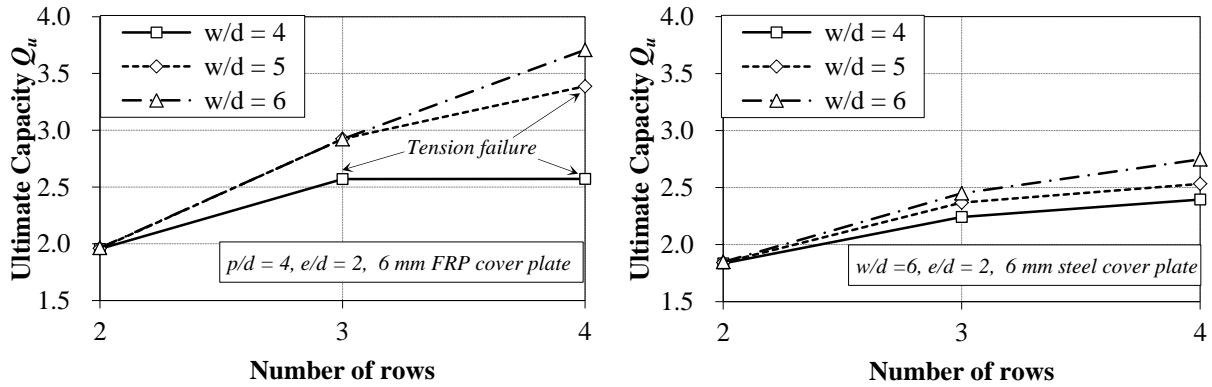 Ultimate Capacity Qu
4.0
3.5
3.0
2.5
2.0
1.5
w/d = 4
w/d = 5
w/d = 6
Tension failure
p/d = 4, e/d = 2, 6 mm FRP cover plate
2
3
4
Number of rows
Ultimate Capacity Qu
4.0
3.5
3.0
2.5
2.0
1.5
w/d = 4
w/d = 5
w/d = 6
w/d =6, e/d = 2, 6 mm steel cover plate
2
3
4
Number of rows